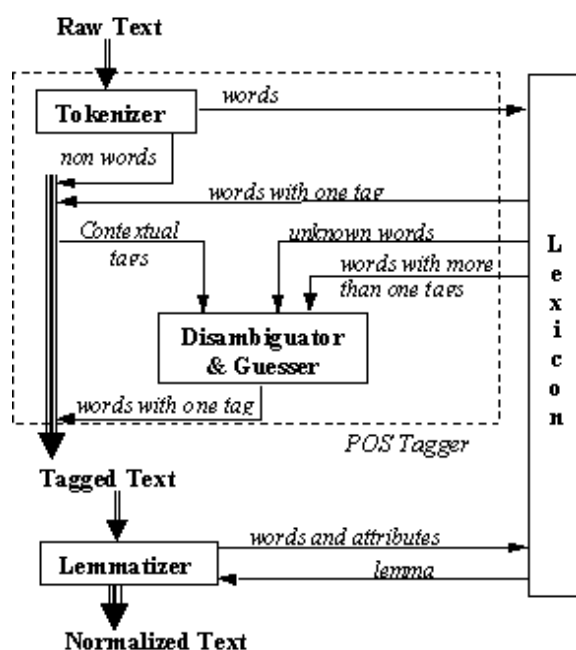 Raw Text
Tokenizer
words
non words
words with one tag
Contextual
tags
unknown words
words with more
than one tags
Disambiguator
& Guesser
words with one tag
POS Tagger
Lexicon
Tagged Text
Lemmatizer
words and attributes
lemma
Normalized Text